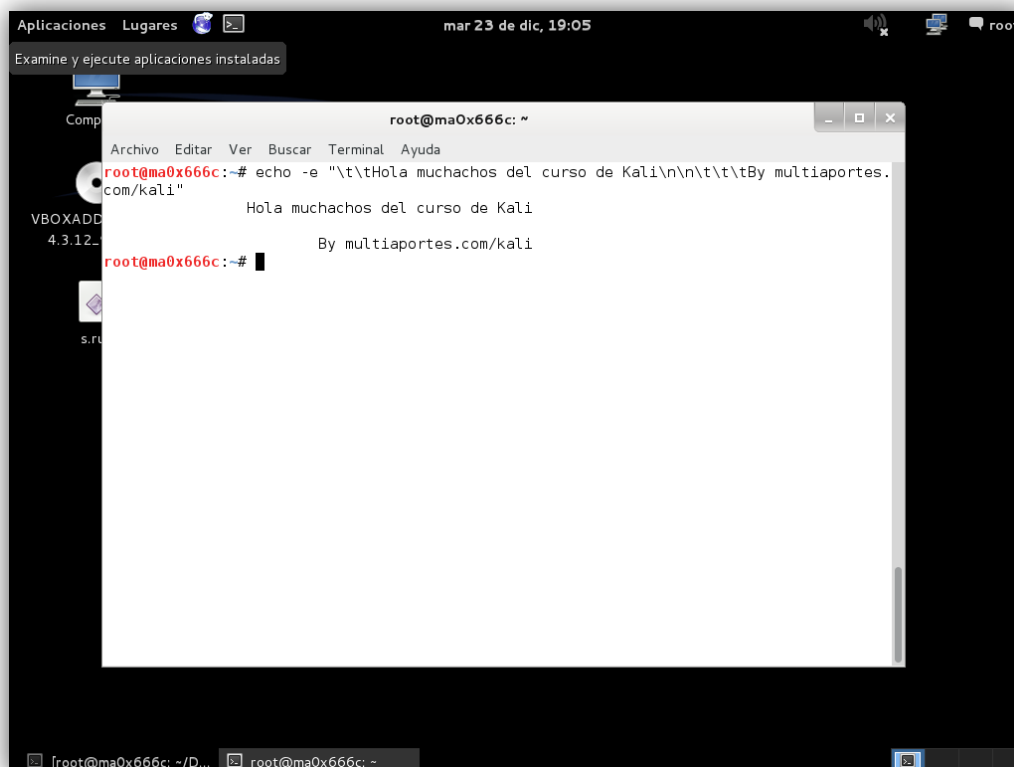 Aplicaciones Lugares mar 23 de dic, 19:05 root
Examine y ejecute aplicaciones instaladas
Comp
root@ma0x666c: ~
Archivo Editar Ver Buscar Terminal Ayuda
root@ma0x666c:~# echo -e "\t\tHola muchachos del curso de Kali\n\n\t\t\tBy multiaportes.
com/kali"
Hola muchachos del curso de Kali
By multiaportes.com/kali
root@ma0x666c:~#
VBOXADD
4.3.12_
s.ru
[root@ma0x666c: ~/D... root@ma0x666c: ~